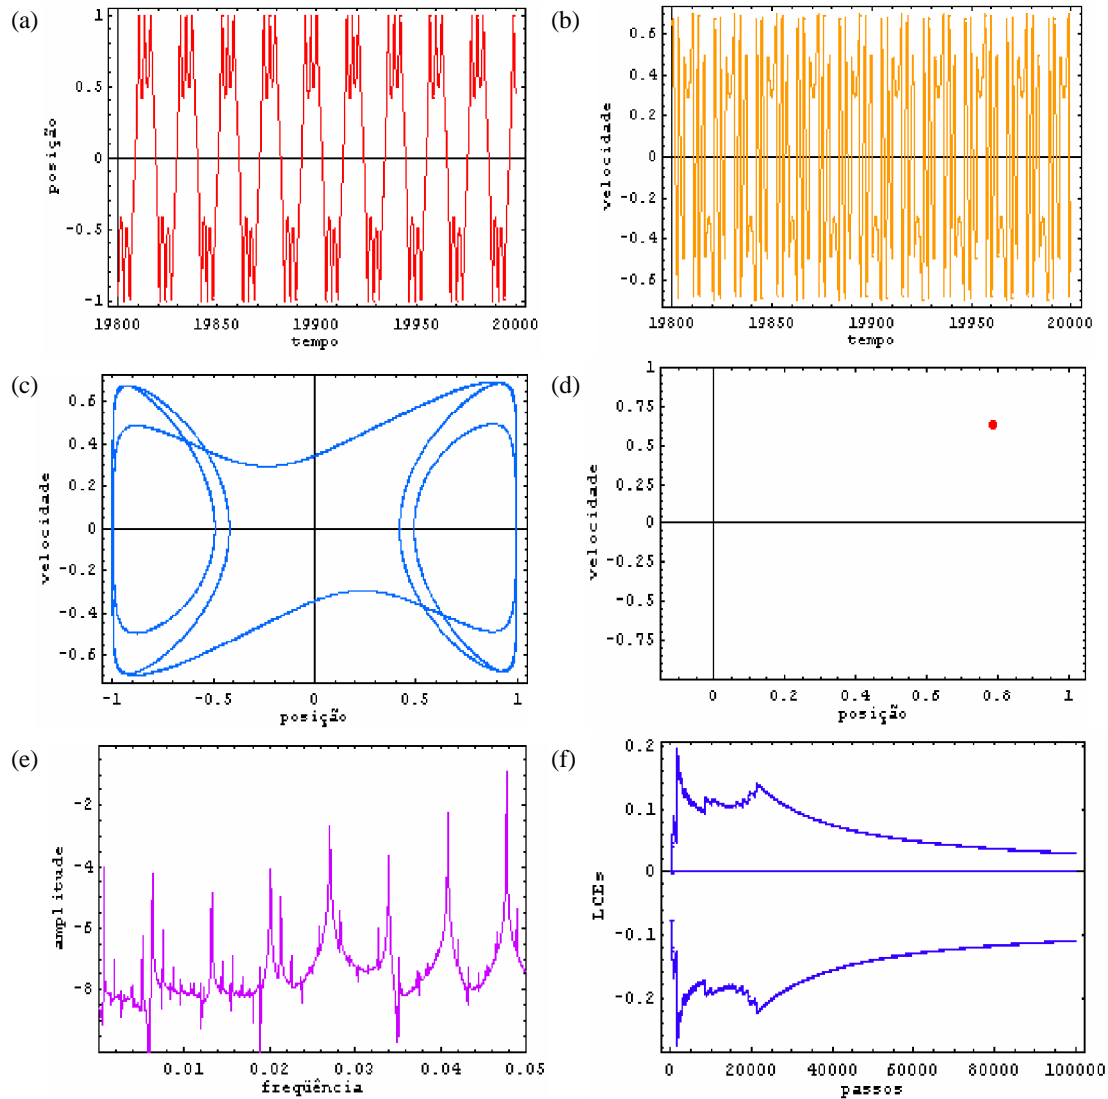 (a)
1
0.5
0
-0.5
-1
posição
19800 19850 19900 19950 20000
tempo
(b)
0.6
0.4
0.2
0
-0.2
-0.4
-0.6
velocidade
19800 19850 19900 19950 20000
tempo
(c)
0.6
0.4
0.2
0
-0.2
-0.4
-0.6
velocidade
-1 -0.5 0 0.5 1
posição
(d)
1
0.75
0.5
0.25
0
-0.25
-0.5
-0.75
velocidade
0 0.2 0.4 0.6 0.8 1
posição
(e)
-2
-4
-6
-8
amplitude
0.01 0.02 0.03 0.04 0.05
freqüência
(f)
0.2
0.1
0
-0.1
-0.2
LCEs
0 20000 40000 60000 80000 100000
passos